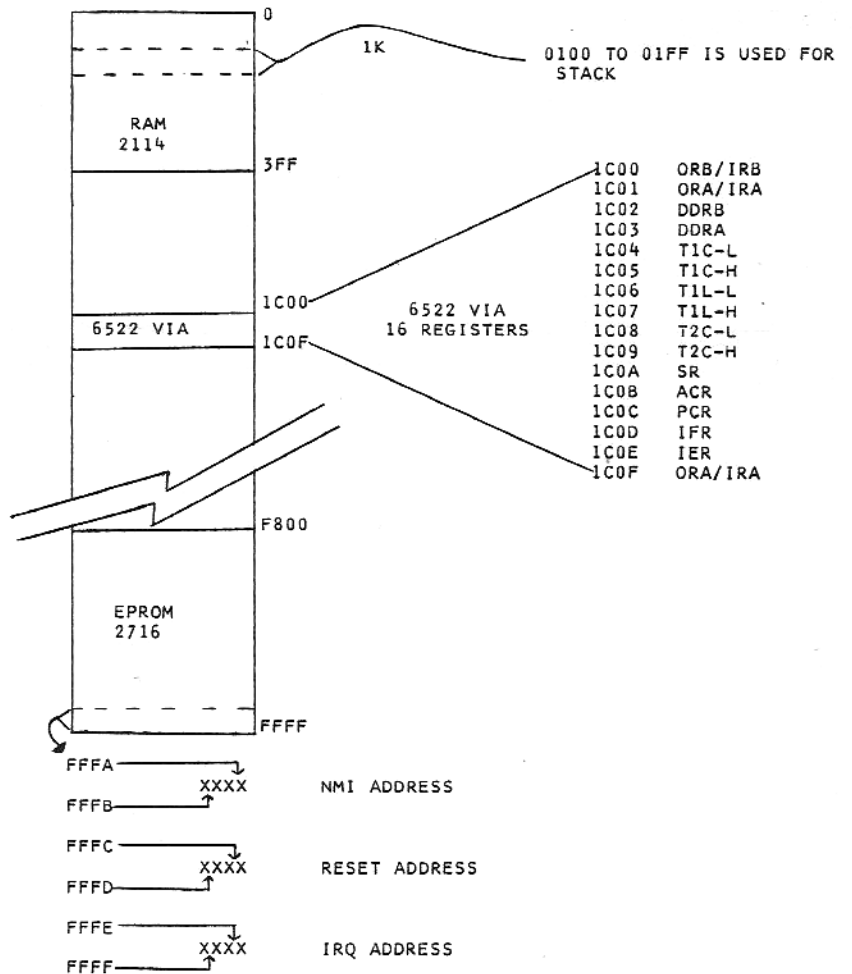 0
1K
0100 TO 01FF IS USED FOR
STACK
RAM
2114
3FF
1C00 ORB/IRB
1C01 ORA/IRA
1C02 DDRB
1C03 DDRA
1C04 T1C-L
1C05 T1C-H
1C06 T1L-L
1C07 T1L-H
1C08 T2C-L
1C09 T2C-H
1C0A SR
1C0B ACR
1C0C PCR
1C0D IFR
1C0E IER
1C0F ORA/IRA
1C00
6522 VIA
1C0F
6522 VIA
16 REGISTERS
F800
EPROM
2716
FFFF
FFFA
XXXX NMI ADDRESS
FFFB
FFFC
XXXX RESET ADDRESS
FFFD
FFFE
XXXX IRQ ADDRESS
FFFF